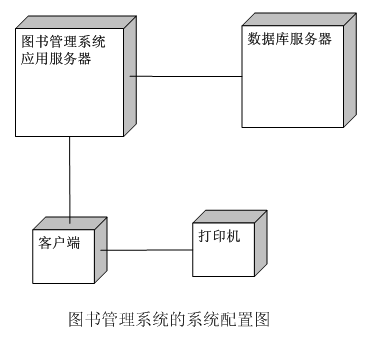 图书管理系统
应用服务器
数据库服务器
客户端
打印机
图书管理系统的系统配置图